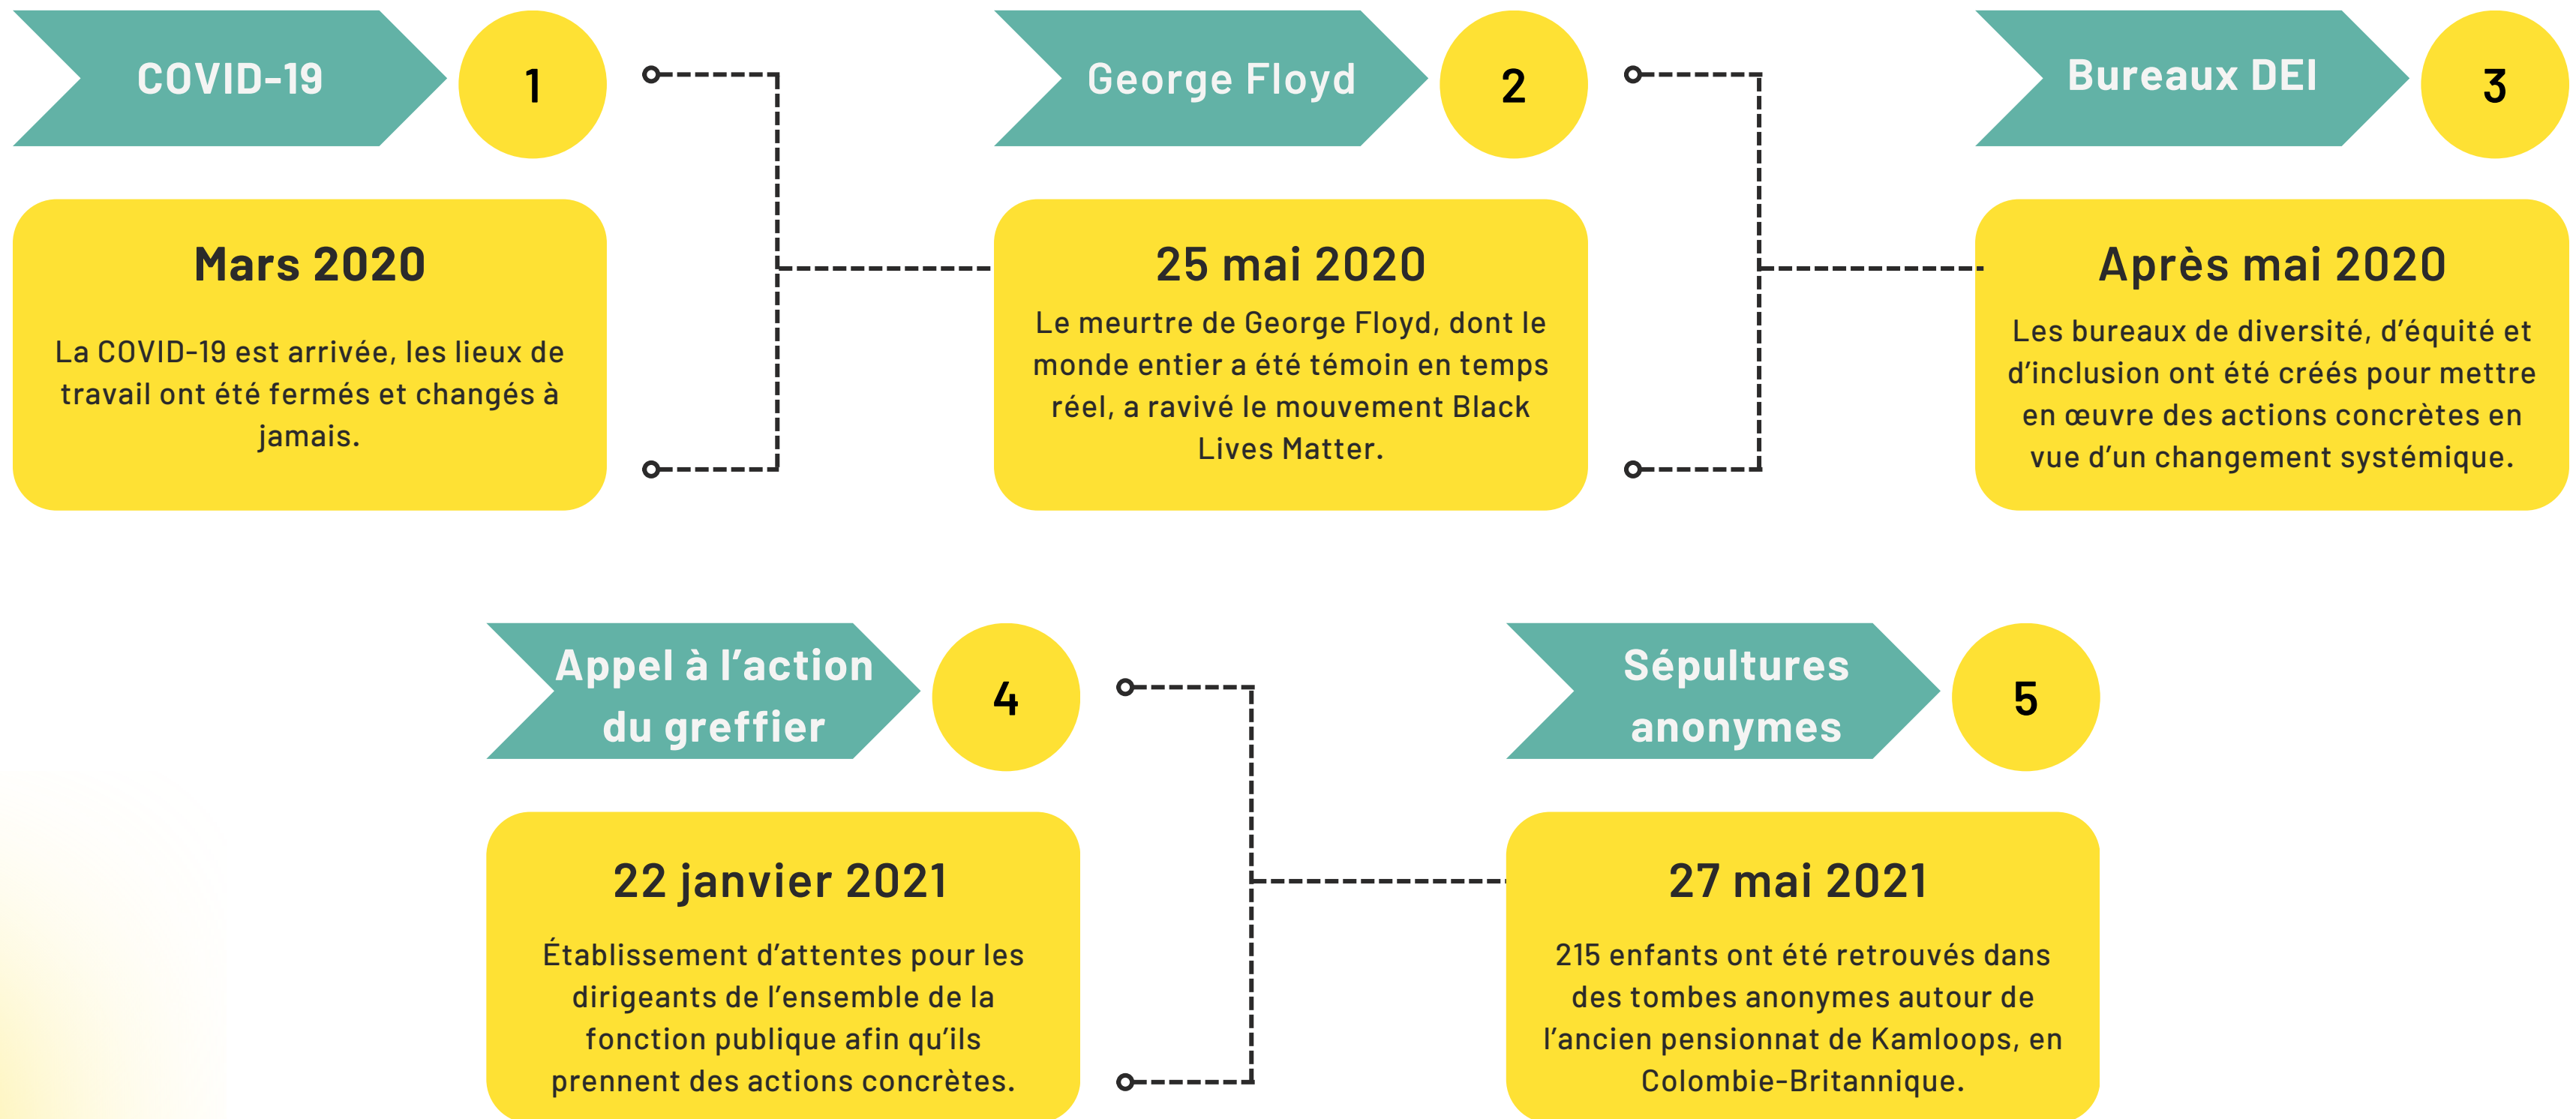 COVID-19
1
Mars 2020
La COVID-19 est arrivée, les lieux de
travail ont été fermés et changés à
jamais.
George Floyd
2
25 mai 2020
Le meurtre de George Floyd, dont le
monde entier a été témoin en temps
réel, a ravivé le mouvement Black
Lives Matter.
Bureaux DEI
3
Après mai 2020
Les bureaux de diversité, d’équité et
d’inclusion ont été créés pour mettre
en œuvre des actions concrètes en
vue d’un changement systémique.
Appel à l’action
du greffier
4
22 janvier 2021
Établissement d’attentes pour les
dirigeants de l’ensemble de la
fonction publique afin qu’ils
prennent des actions concrètes.
Sépultures
anonymes
5
27 mai 2021
215 enfants ont été retrouvés dans
des tombes anonymes autour de
l’ancien pensionnat de Kamloops, en
Colombie-Britannique.